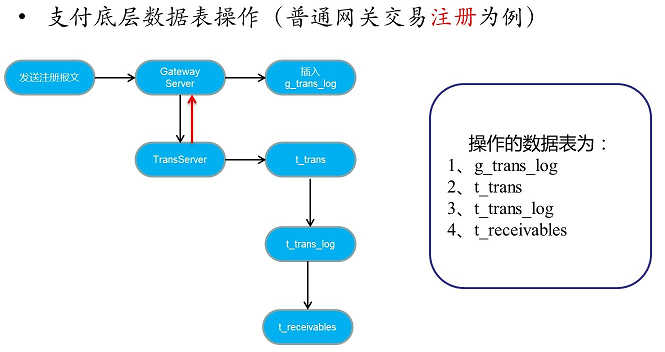 • 支付底层数据表操作（普通网关交易注册为例）
发送注册报文
Gateway
Server
插入
g_trans_log
TransServer
t_trans
t_trans_log
t_receivables
操作的数据表为：
1、g_trans_log
2、t_trans
3、t_trans_log
4、t_receivables